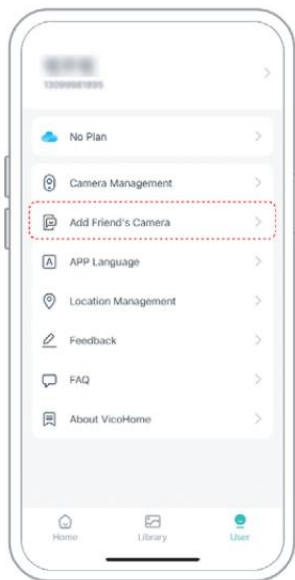 No Plan
Camera Management
Add Friend's Camera
APP Language
Location Management
Feedback
FAQ
About VicoHome
Home
Library
User